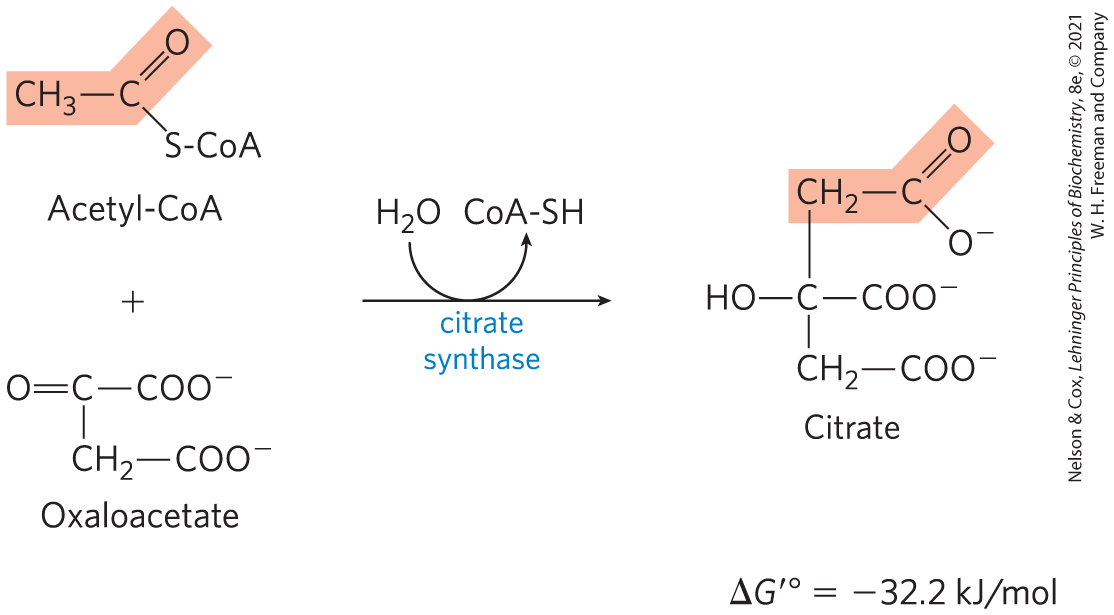 O
CH₃—C
S-CoA
Acetyl-CoA
+
O=C—COO⁻
CH₂—COO⁻
Oxaloacetate
H₂O CoA-SH
citrate
synthase
O
CH₂—C
O⁻
HO—C—COO⁻
CH₂—COO⁻
Citrate
ΔG′° = −32.2 kJ/mol
Nelson & Cox, Lehninger Principles of Biochemistry, 8e, © 2021
W. H. Freeman and Company